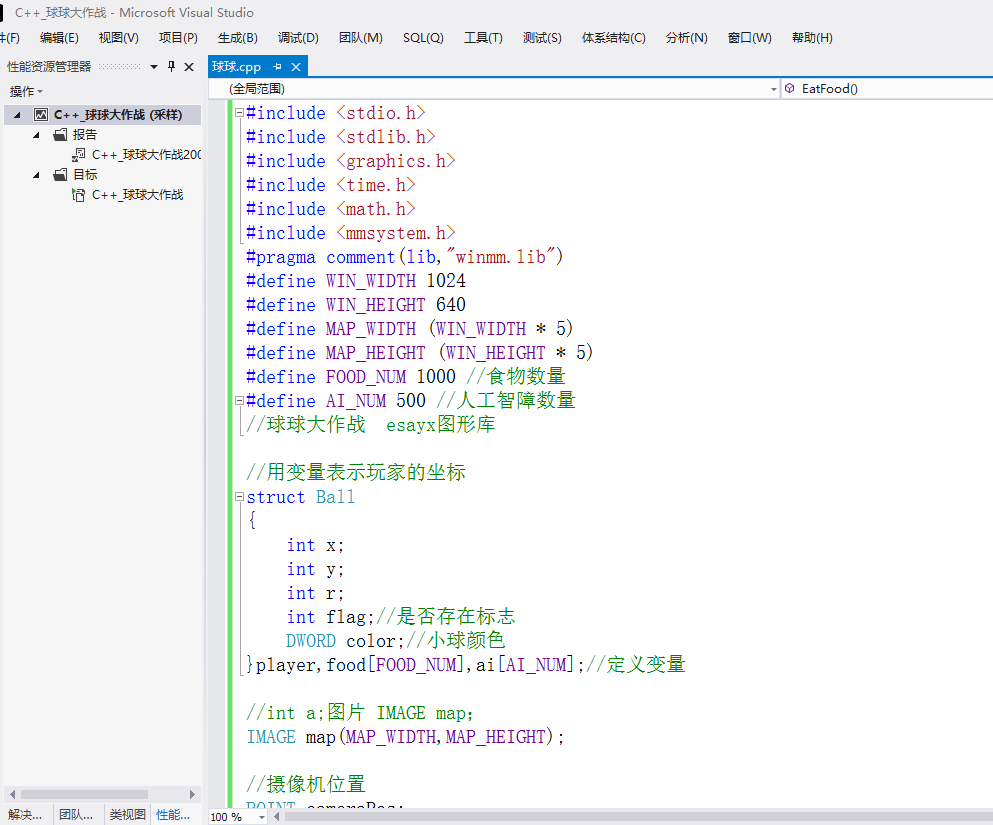 C++_球球大作战 - Microsoft Visual Studio
件(F) 编辑(E) 视图(V) 项目(P) 生成(B) 调试(D) 团队(M) SQL(Q) 工具(T) 测试(S) 体系结构(C) 分析(N) 窗口(W) 帮助(H)
性能资源管理器
球球.cpp
操作
(全局范围)
EatFood()
C++_球球大作战 (采样)
报告
C++_球球大作战200
目标
C++_球球大作战
#include <stdio.h>
#include <stdlib.h>
#include <graphics.h>
#include <time.h>
#include <math.h>
#include <mmsystem.h>
#pragma comment(lib,"winmm.lib")
#define WIN_WIDTH 1024
#define WIN_HEIGHT 640
#define MAP_WIDTH (WIN_WIDTH * 5)
#define MAP_HEIGHT (WIN_HEIGHT * 5)
#define FOOD_NUM 1000 //食物数量
#define AI_NUM 500 //人工智障数量
//球球大作战  esayx图形库
//用变量表示玩家的坐标
struct Ball
{
int x;
int y;
int r;
int flag;//是否存在标志
DWORD color;//小球颜色
}player,food[FOOD_NUM],ai[AI_NUM];//定义变量
//int a;图片 IMAGE map;
IMAGE map(MAP_WIDTH,MAP_HEIGHT);
//摄像机位置
POINT cameraPos;
解决... 团队... 类视图 性能...
100 %